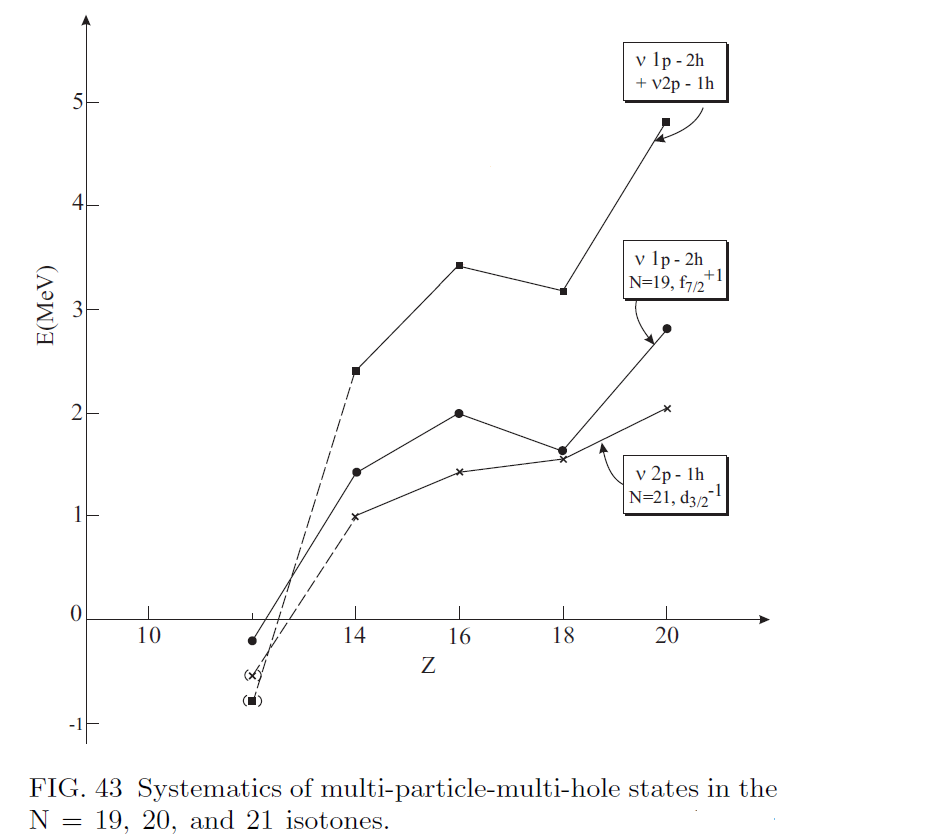 ν 1p - 2h
+ ν2p - 1h
5
4
ν 1p - 2h
N=19, f7/2+1
E(MeV)
3
2
ν 2p - 1h
N=21, d3/2-1
1
0
10 14 16 18 20
Z
-1
(×)
(■)
FIG. 43 Systematics of multi-particle-multi-hole states in the
N = 19, 20, and 21 isotones.